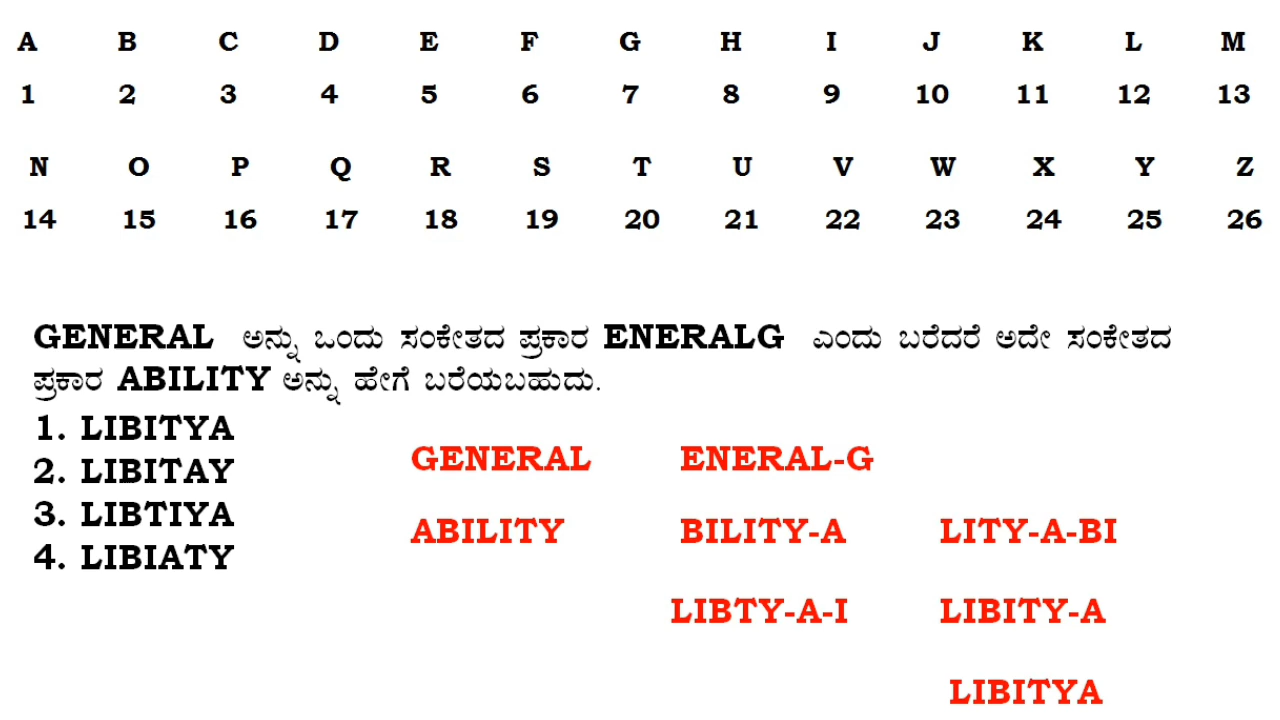 A B C D E F G H I J K L M
1 2 3 4 5 6 7 8 9 10 11 12 13
N O P Q R S T U V W X Y Z
14 15 16 17 18 19 20 21 22 23 24 25 26
GENERAL ಅನ್ನು ಒಂದು ಸಂಕೇತದ ಪ್ರಕಾರ ENERALG ಎಂದು ಬರೆದರೆ ಅದೇ ಸಂಕೇತದ
ಪ್ರಕಾರ ABILITY ಅನ್ನು ಹೇಗೆ ಬರೆಯಬಹುದು.
1. LIBITYA
2. LIBITAY
3. LIBTIYA
4. LIBIATY
GENERAL ENERAL-G
ABILITY BILITY-A LITY-A-BI
LIBTY-A-I LIBITY-A
LIBITYA